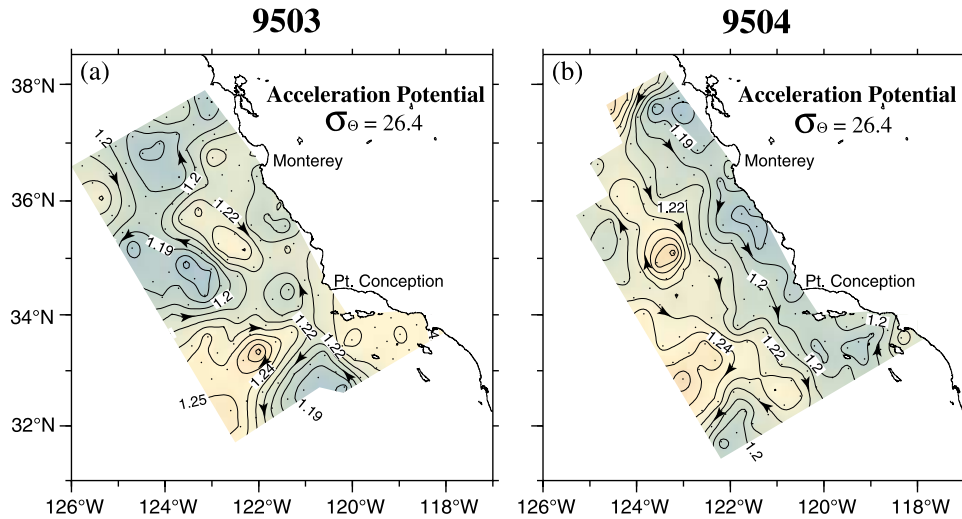 9503
9504
(a)
Acceleration Potential
σΘ = 26.4
Monterey
Pt. Conception
1.2
1.2
1.22
1.19
1.2
1.22
1.22
1.24
1.25
1.19
38°N
36°N
34°N
32°N
126°W
124°W
122°W
120°W
118°W
(b)
Acceleration Potential
σΘ = 26.4
Monterey
Pt. Conception
1.19
1.22
1.2
1.2
1.24
1.22
1.2
1.2
126°W
124°W
122°W
120°W
118°W